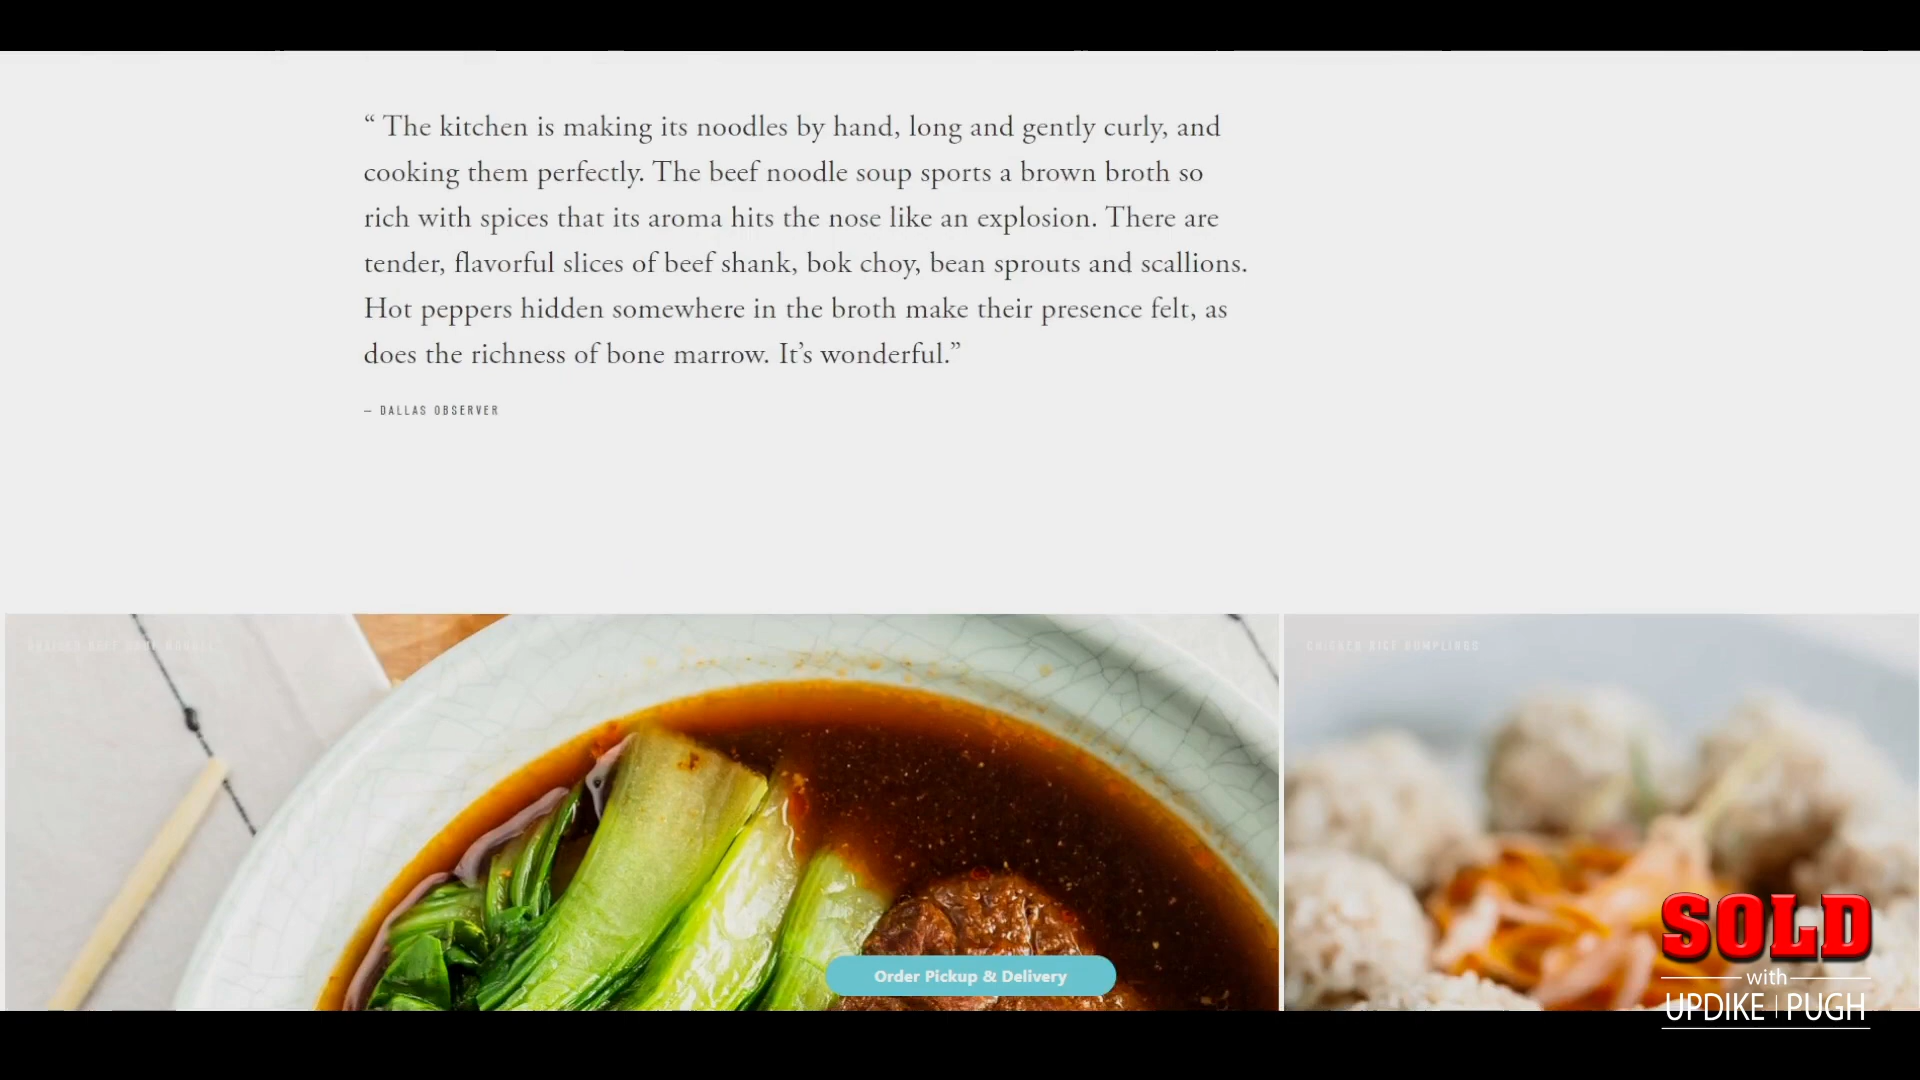 “ The kitchen is making its noodles by hand, long and gently curly, and
cooking them perfectly. The beef noodle soup sports a brown broth so
rich with spices that its aroma hits the nose like an explosion. There are
tender, flavorful slices of beef shank, bok choy, bean sprouts and scallions.
Hot peppers hidden somewhere in the broth make their presence felt, as
does the richness of bone marrow. It’s wonderful.”
— DALLAS OBSERVER
CHICKEN RICE DUMPLINGS
Order Pickup & Delivery
SOLD
with
UPDIKE | PUGH